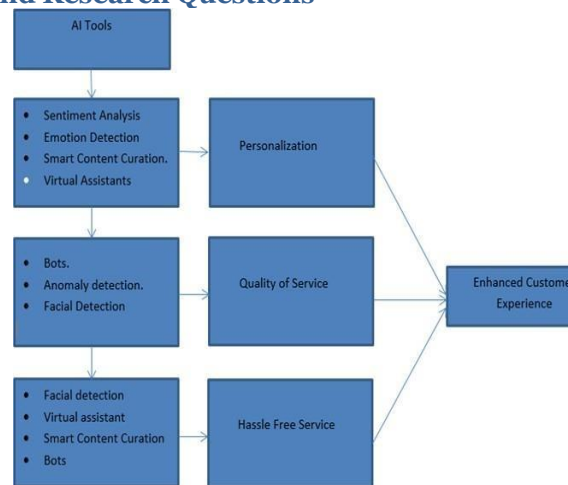 and Research Questions
AI Tools
Sentiment Analysis
Emotion Detection
Smart Content Curation.
Virtual Assistants
Personalization
Bots.
Anomaly detection.
Facial Detection
Quality of Service
Enhanced Custome
Experience
Facial detection
Virtual assistant
Smart Content Curation
Bots
Hassle Free Service